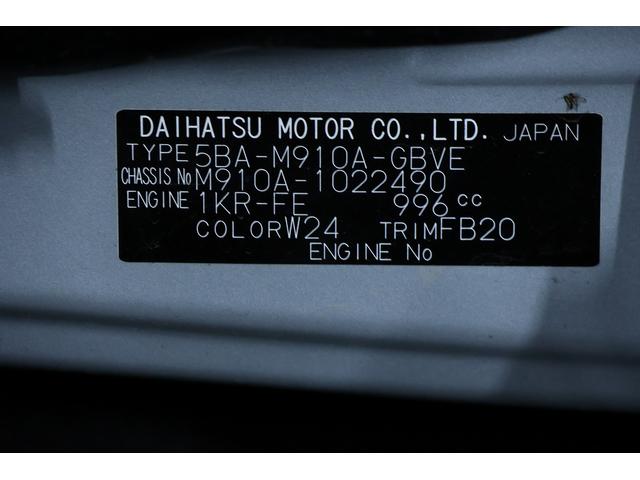 DAIHATSU MOTOR CO.,LTD. JAPAN
TYPE 5BA-M910A-GBVE
CHASSIS No M910A-1022490
ENGINE 1KR-FE 996 cc
COLOR W24 TRIM FB20
ENGINE No